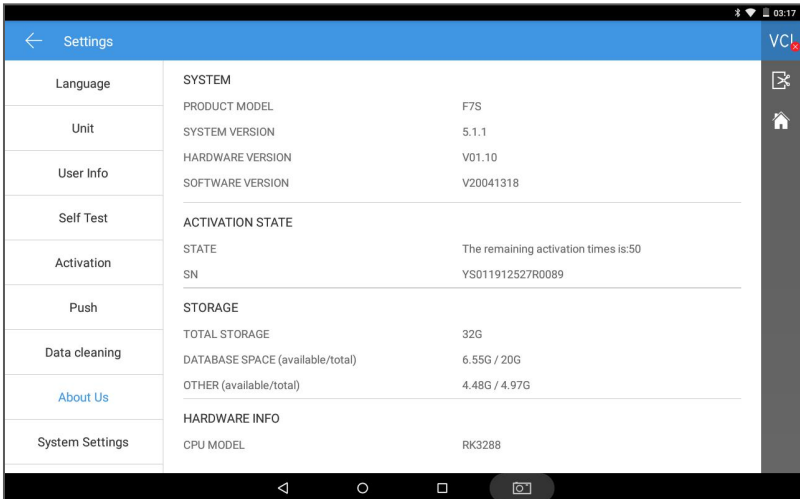 03:17
Settings
VCI
Language
Unit
User Info
Self Test
Activation
Push
Data cleaning
About Us
System Settings
SYSTEM
PRODUCT MODEL F7S
SYSTEM VERSION 5.1.1
HARDWARE VERSION V01.10
SOFTWARE VERSION V20041318
ACTIVATION STATE
STATE The remaining activation times is:50
SN YS011912527R0089
STORAGE
TOTAL STORAGE 32G
DATABASE SPACE (available/total) 6.55G / 20G
OTHER (available/total) 4.48G / 4.97G
HARDWARE INFO
CPU MODEL RK3288